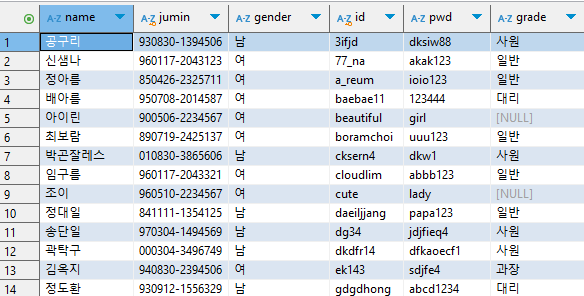 A-Z name A-Z jumin A-Z gender A-Z id A-Z pwd A-Z grade
1 공구리 930830-1394506 남 3ifjd dksiw88 사원
2 신샘나 960117-2043123 여 77_na akak123 일반
3 정아름 850426-2325711 여 a_reum ioio123 일반
4 배아름 950708-2014587 여 baebae11 123444 대리
5 아이린 900506-2234567 여 beautiful girl [NULL]
6 최보람 890719-2425137 여 boramchoi uuu123 일반
7 박곤잘레스 010830-3865606 남 cksern4 dkw1 사원
8 임구름 960117-2043321 여 cloudlim abbb123 일반
9 조이 960510-2234567 여 cute lady [NULL]
10 정대일 841111-1354125 남 daeiljjang papa123 일반
11 송단일 970304-1494569 남 dg34 jdjfieq4 사원
12 곽탁구 000304-3496749 남 dkdfr14 dfkaoecf1 사원
13 김옥지 940830-2394506 여 ek143 sdjfe4 과장
14 정도환 930912-1556329 남 gdgdhong abcd1234 대리